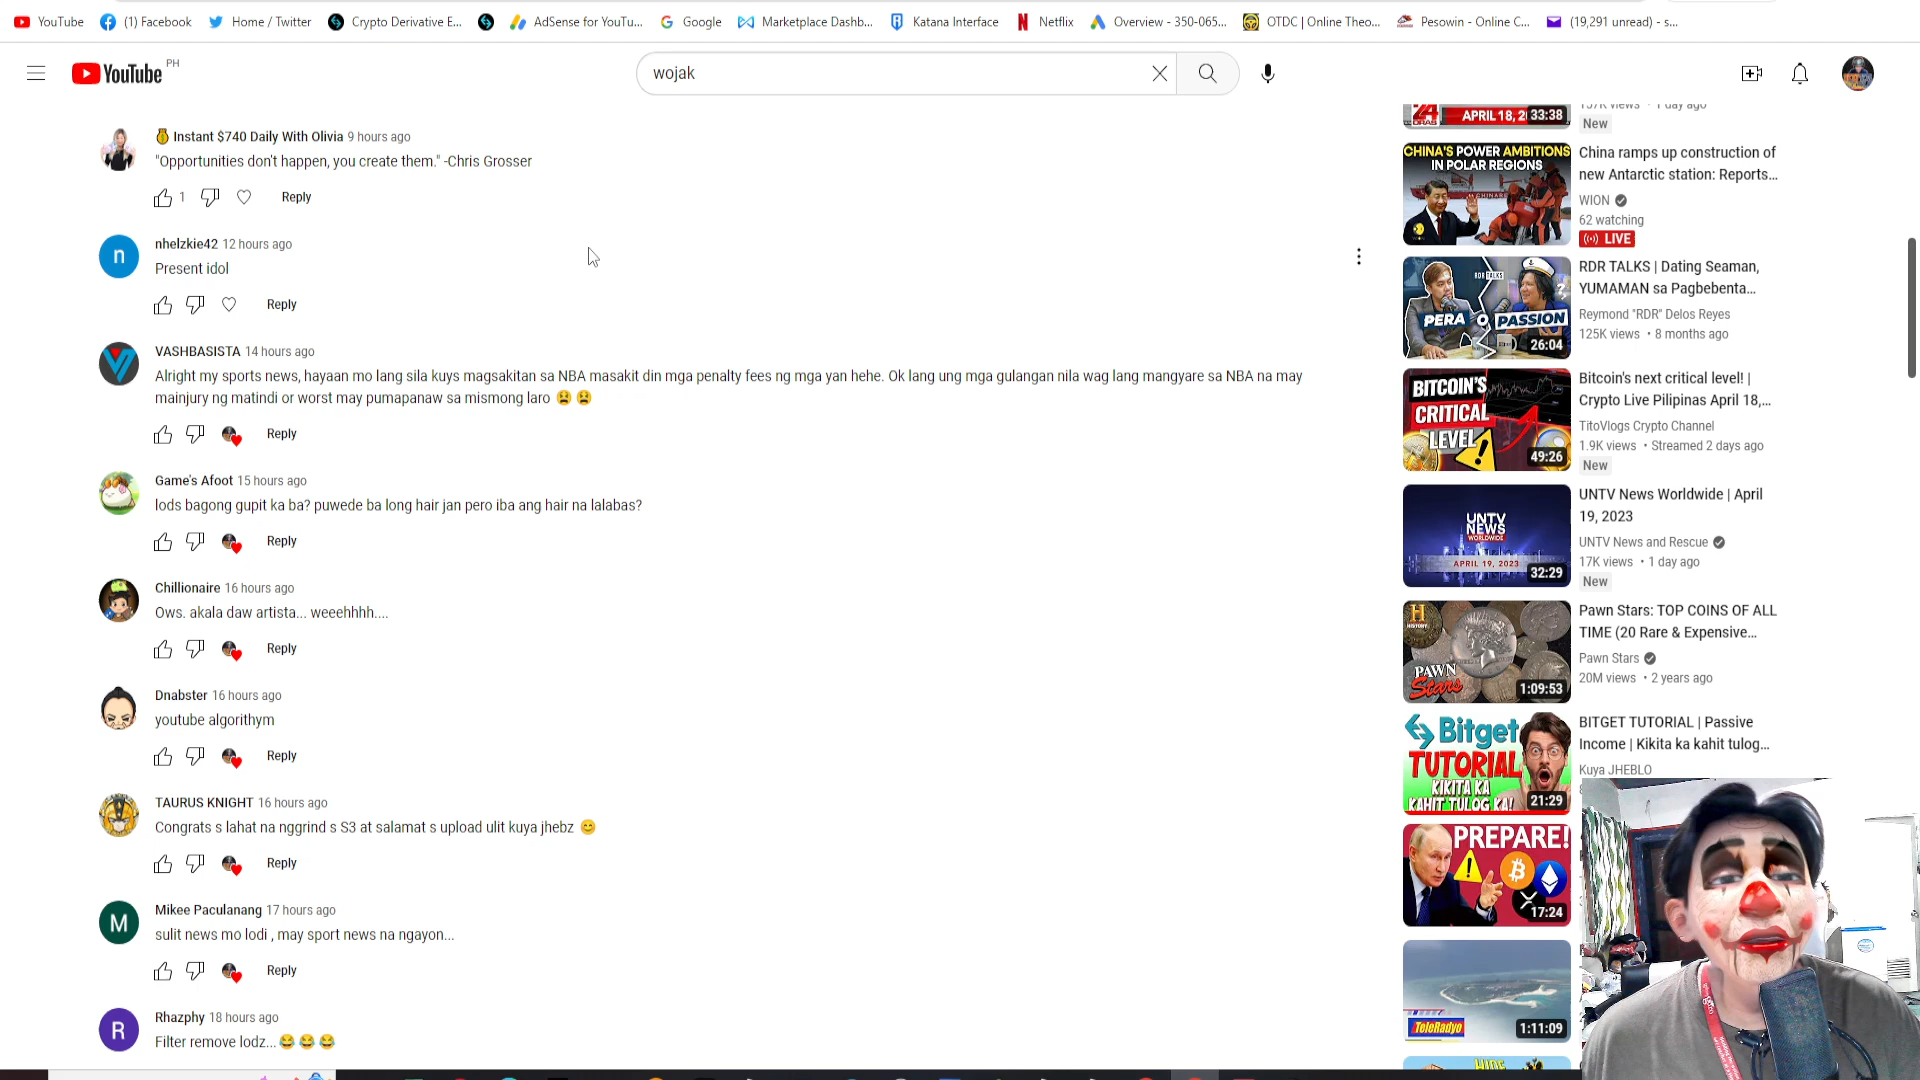 YouTube
(1) Facebook
Home / Twitter
Crypto Derivative E...
AdSense for YouTu...
Google
Marketplace Dashb...
Katana Interface
Netflix
Overview - 350-065...
OTDC | Online Theo...
Pesowin - Online C...
(19,291 unread) - s...
YouTube PH
wojak
Instant $740 Daily With Olivia 9 hours ago
"Opportunities don't happen, you create them." -Chris Grosser
1 Reply
n
nhelzkie42 12 hours ago
Present idol
Reply
VASHBASISTA 14 hours ago
Alright my sports news, hayaan mo lang sila kuys magsakitan sa NBA masakit din mga penalty fees ng mga yan hehe. Ok lang ung mga gulangan nila wag lang mangyare sa NBA na may
mainjury ng matindi or worst may pumapanaw sa mismong laro 😫 😫
Reply
Game's Afoot 15 hours ago
lods bagong gupit ka ba? puwede ba long hair jan pero iba ang hair na lalabas?
Reply
Chillionaire 16 hours ago
Ows. akala daw artista... weeehhhh....
Reply
Dnabster 16 hours ago
youtube algorithym
Reply
TAURUS KNIGHT 16 hours ago
Congrats s lahat na nggrind s S3 at salamat s upload ulit kuya jhebz 😊
Reply
M
Mikee Paculanang 17 hours ago
sulit news mo lodi , may sport news na ngayon...
Reply
R
Rhazphy 18 hours ago
Filter remove lodz... 😂 😂 😂
24
ORAS
APRIL 18, 2
33:38
157K views • 1 day ago
New
CHINA'S POWER AMBITIONS
IN POLAR REGIONS
China ramps up construction of
new Antarctic station: Reports...
WION
62 watching
LIVE
RDR TALKS
PERA O PASSION
26:04
RDR TALKS | Dating Seaman,
YUMAMAN sa Pagbebenta...
Reymond "RDR" Delos Reyes
125K views • 8 months ago
BITCOIN'S
CRITICAL
LEVEL
49:26
Bitcoin's next critical level! |
Crypto Live Pilipinas April 18,...
TitoVlogs Crypto Channel
1.9K views • Streamed 2 days ago
New
UNTV
NEWS
WORLDWIDE
APRIL 19, 2023
32:29
UNTV News Worldwide | April
19, 2023
UNTV News and Rescue
17K views • 1 day ago
New
H
HISTORY
PAWN
Stars
1:09:53
Pawn Stars: TOP COINS OF ALL
TIME (20 Rare & Expensive...
Pawn Stars
20M views • 2 years ago
Bitget
TUTORIAL
KIKITA KA
KAHIT TULOG KA!
21:29
BITGET TUTORIAL | Passive
Income | Kikita ka kahit tulog...
Kuya JHEBLO
PREPARE!
17:24
TeleRadyo
1:11:09